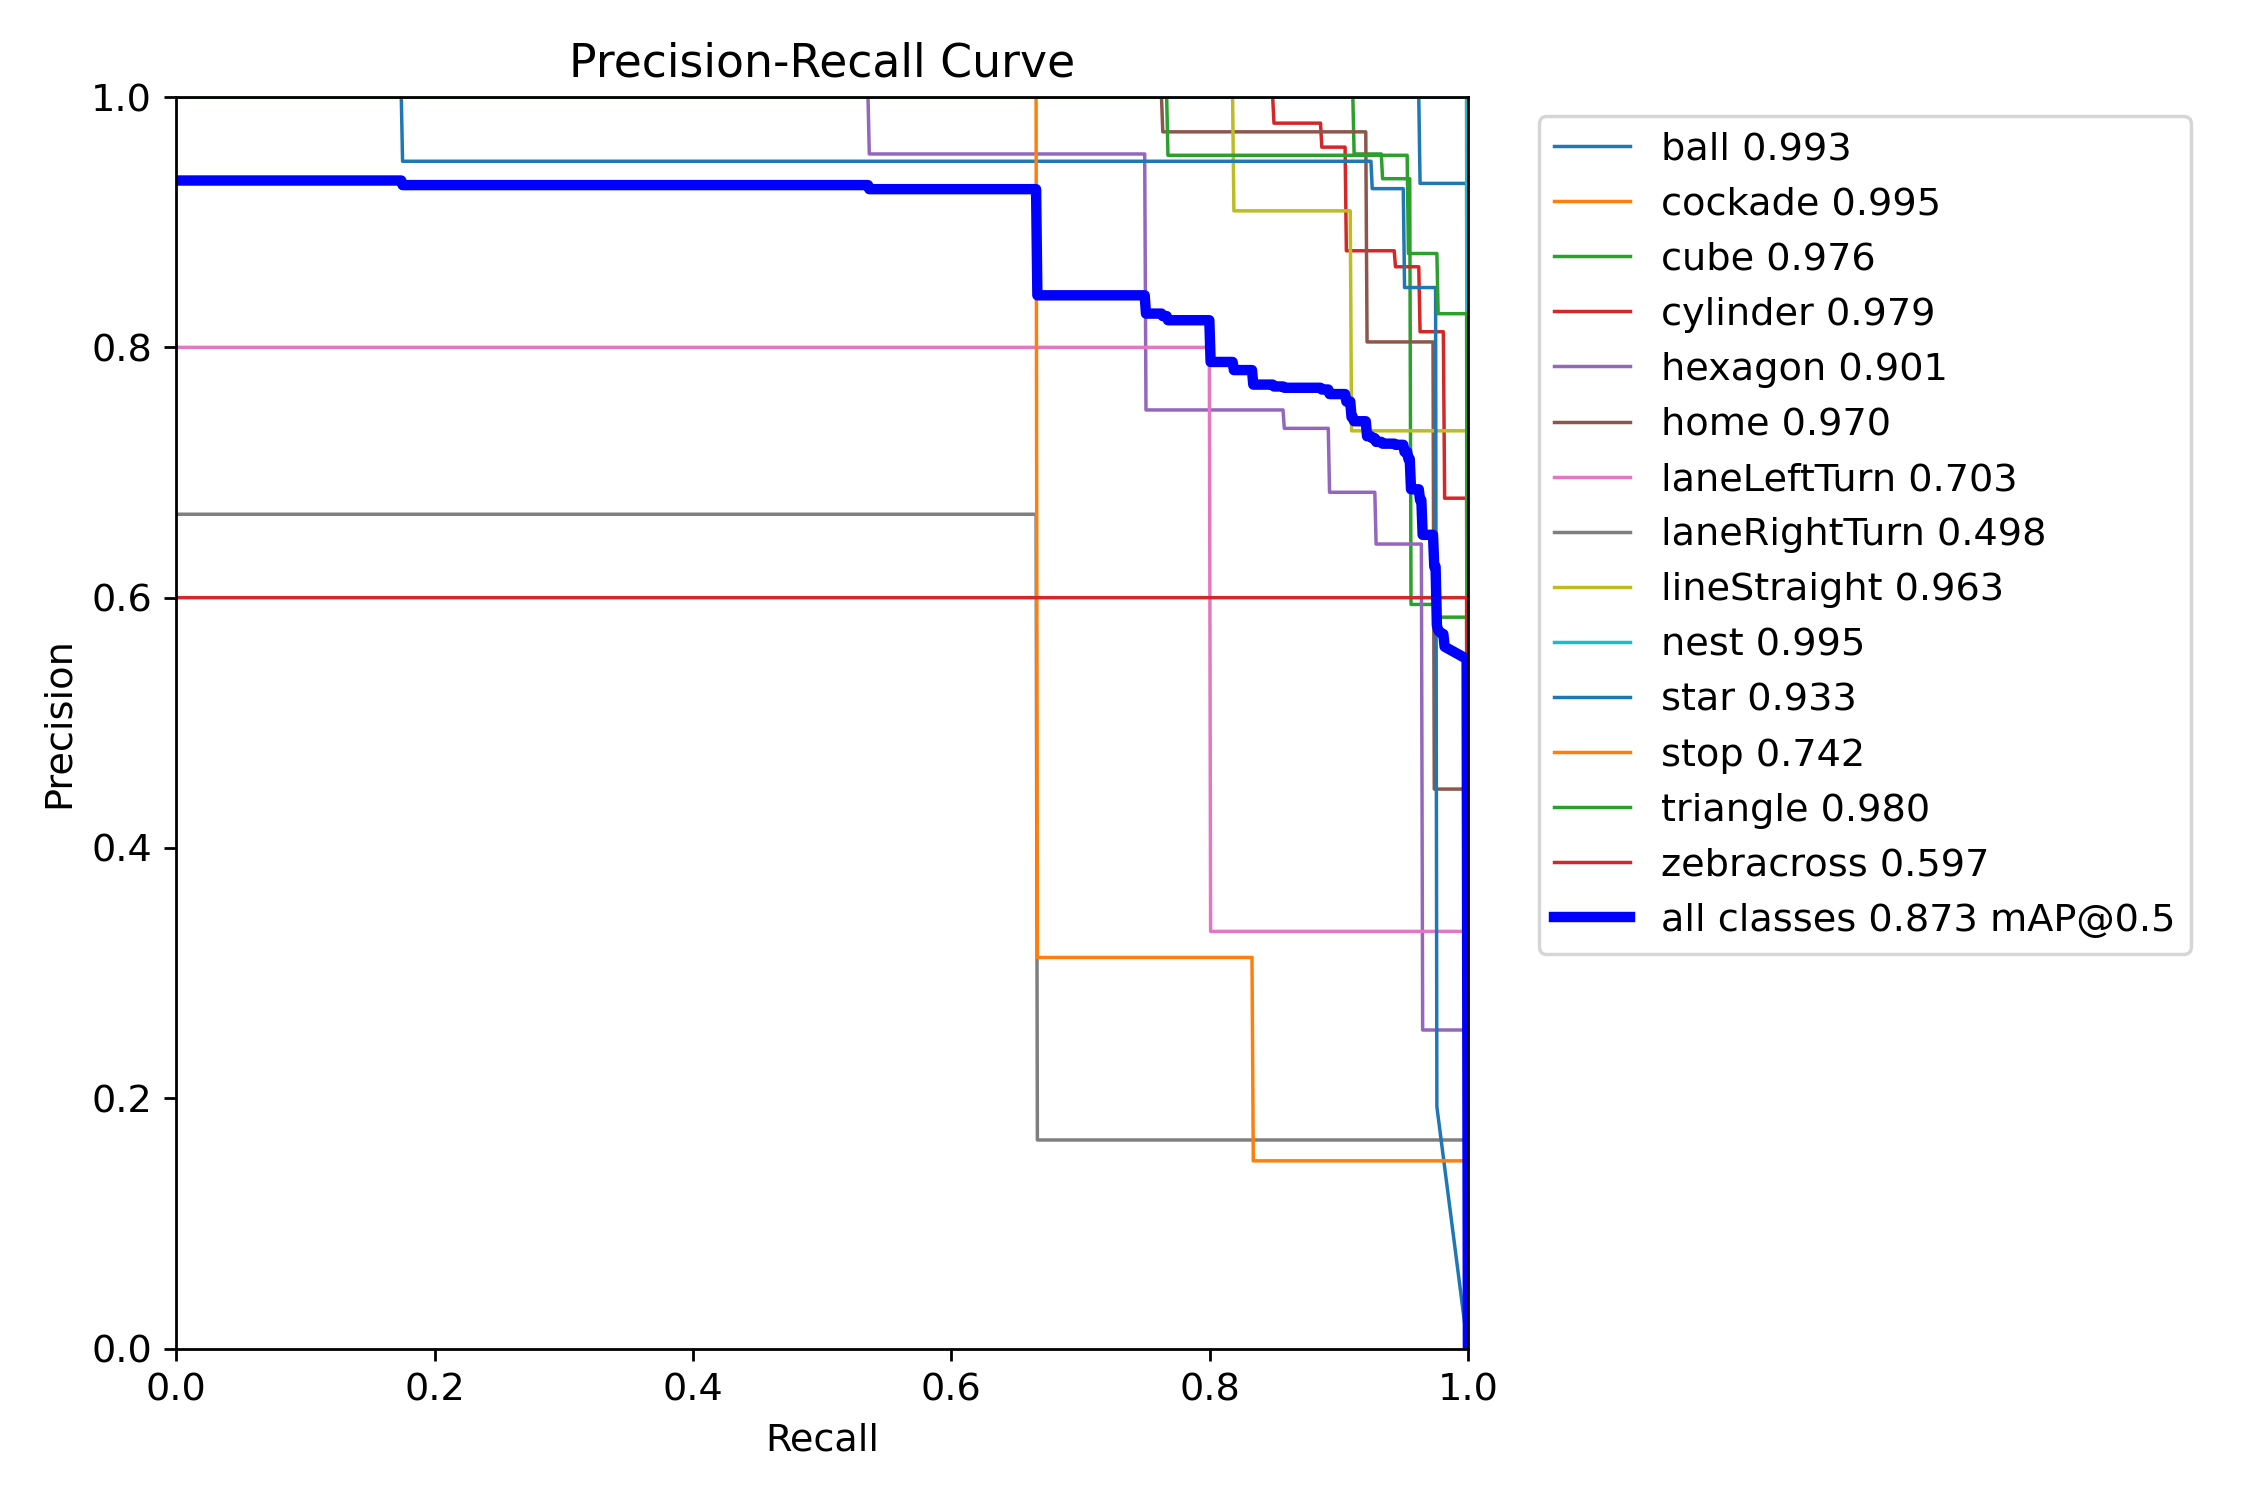 Precision-Recall Curve
1.0
0.8
0.6
0.4
0.2
0.0
Precision
0.0 0.2 0.4 0.6 0.8 1.0
Recall
ball 0.993
cockade 0.995
cube 0.976
cylinder 0.979
hexagon 0.901
home 0.970
laneLeftTurn 0.703
laneRightTurn 0.498
lineStraight 0.963
nest 0.995
star 0.933
stop 0.742
triangle 0.980
zebracross 0.597
all classes 0.873 mAP@0.5